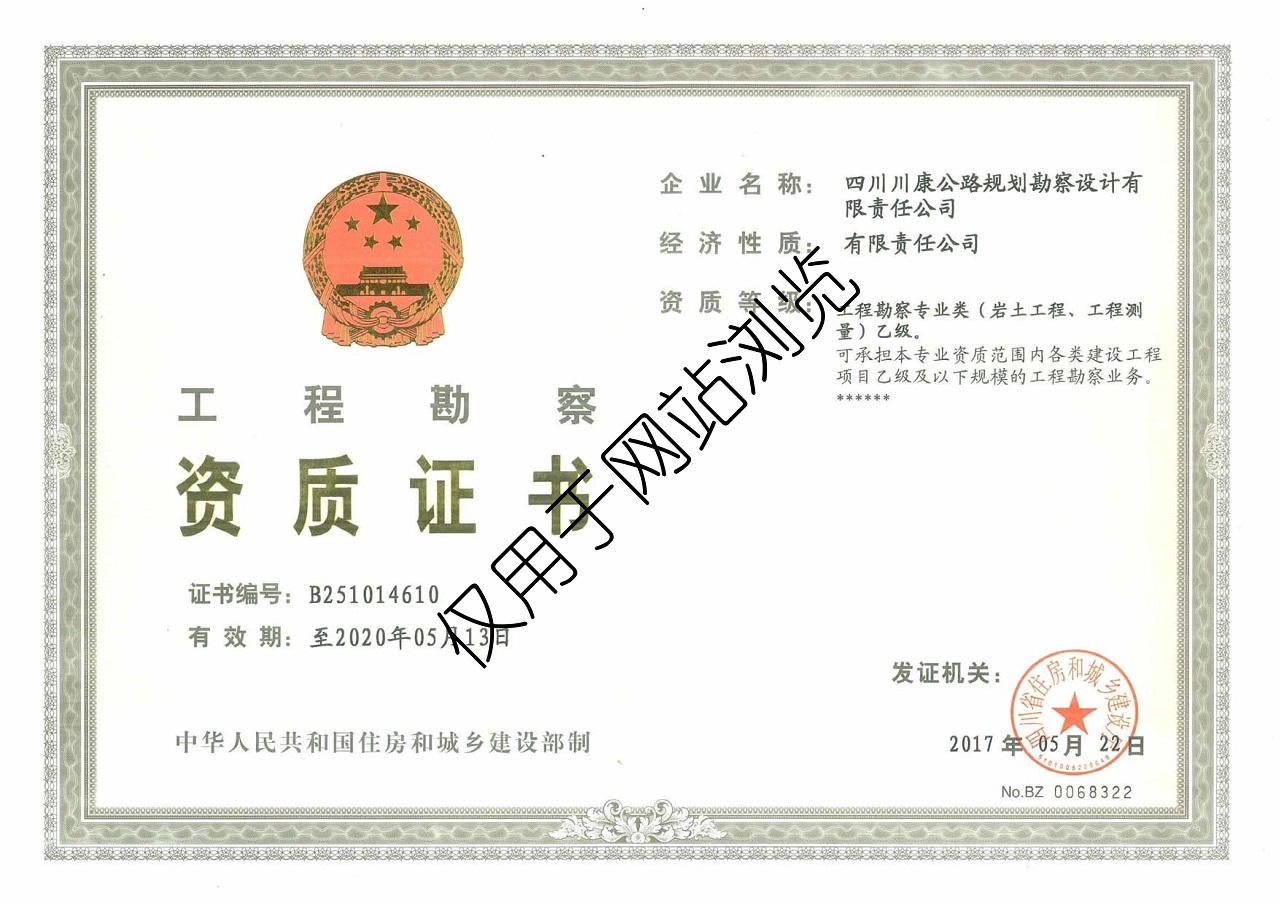 企业名称：四川川康公路规划勘察设计有
限责任公司
经济性质：有限责任公司
资质等级：工程勘察专业类（岩土工程、工程测
量）乙级。
可承担本专业资质范围内各类建设工程
项目乙级及以下规模的工程勘察业务。
******
工程勘察
资质证书
证书编号：B251014610
有效期：至2020年05月13日
中华人民共和国住房和城乡建设部制
发证机关：
四川省住房和城乡建设厅
2017年05月22日
No.BZ 0068322
仅用于网站浏览